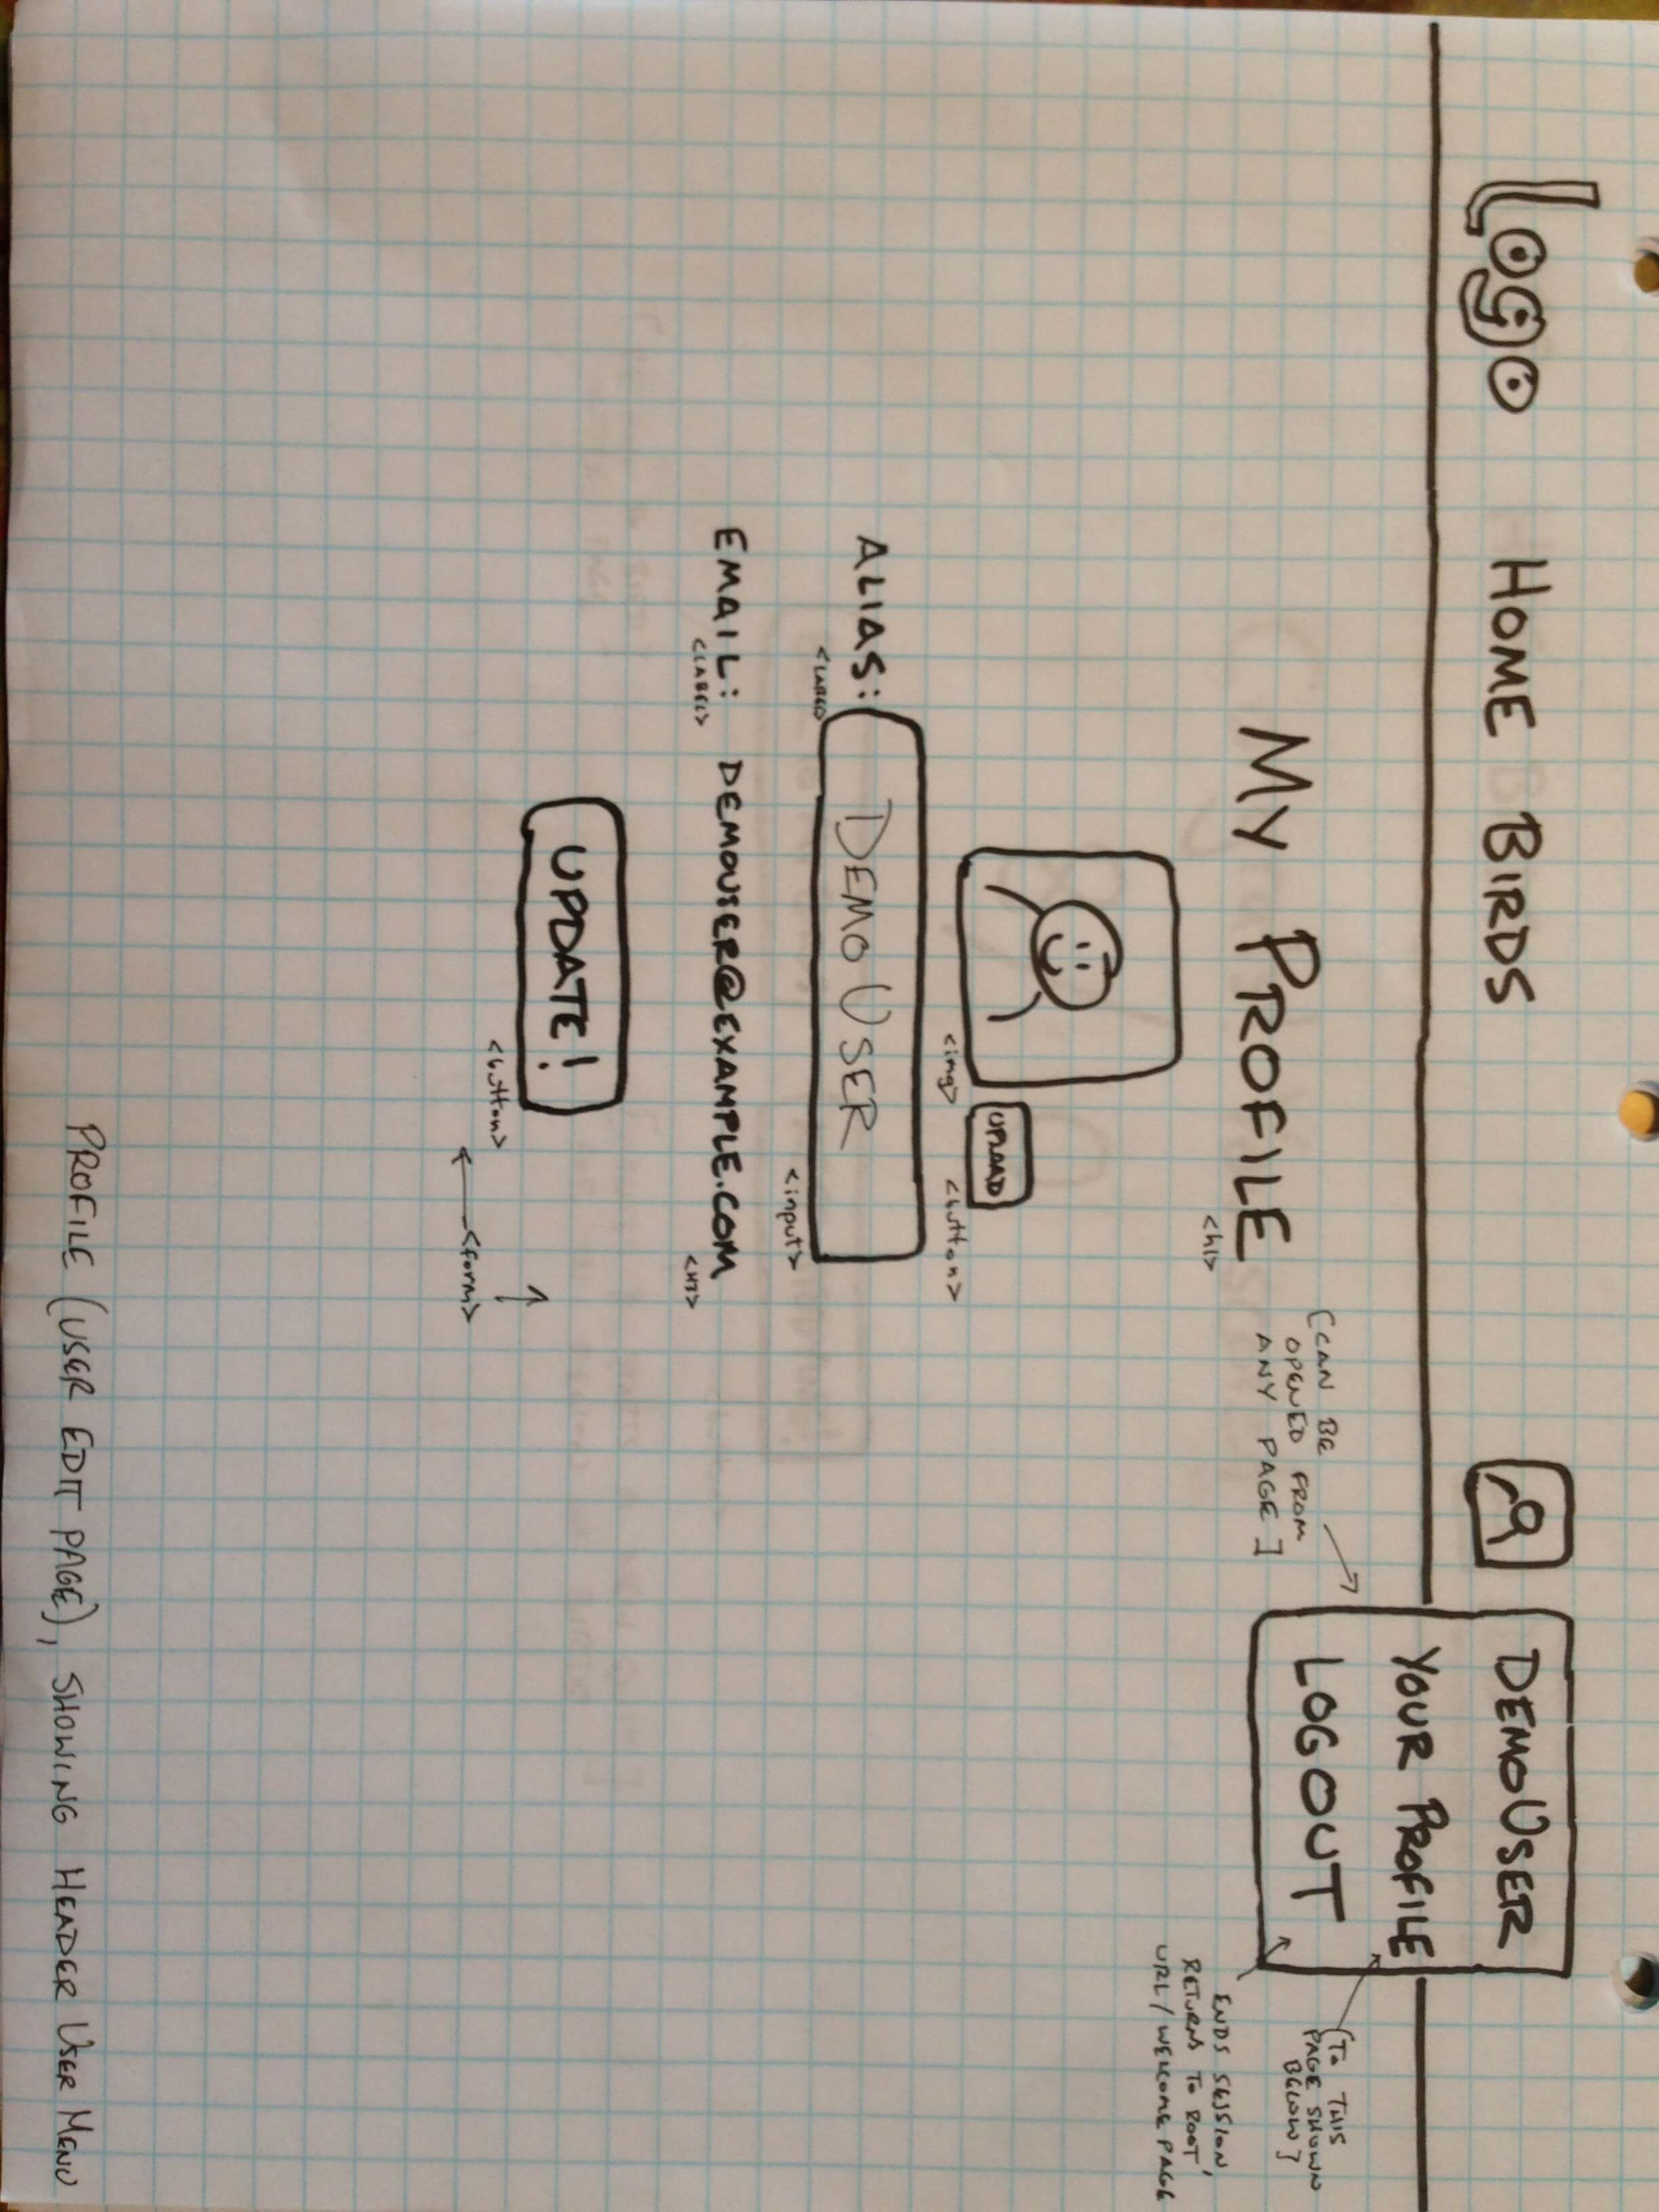 Logo HOME BIRDS
DEMOUSER
YOUR PROFILE
LOGOUT
[CAN BE
OPENED FROM
ANY PAGE]
[TO THIS
PAGE SHOWN
BELOW]
ENDS SESSION,
RETURNS TO ROOT
URL/WELCOME PAGE
MY PROFILE
<h1>
UPLOAD
<img> <button>
ALIAS: DEMOUSER
<LABEL> <input>
EMAIL: DEMOUSER@EXAMPLE.COM
<LABEL> <H3>
UPDATE!
<button>
<form>
PROFILE (USER EDIT PAGE), SHOWING HEADER USER MENU